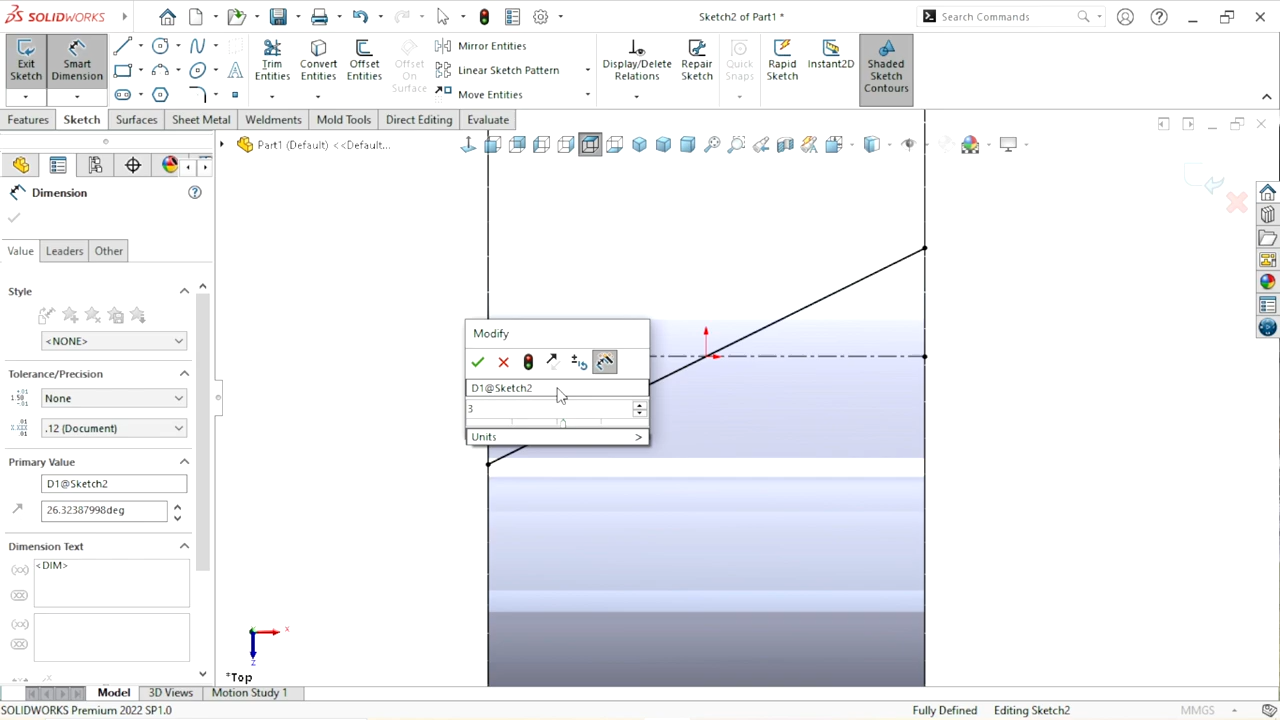 SOLIDWORKS
Sketch2 of Part1 *
Search Commands
Exit Sketch
Smart Dimension
Trim Entities
Convert Entities
Offset Entities
Offset On Surface
Mirror Entities
Linear Sketch Pattern
Move Entities
Display/Delete Relations
Repair Sketch
Quick Snaps
Rapid Sketch
Instant2D
Shaded Sketch Contours
Features
Sketch
Surfaces
Sheet Metal
Weldments
Mold Tools
Direct Editing
Evaluate
Part1 (Default) <<Default...
Dimension
Value
Leaders
Other
Style
<NONE>
Tolerance/Precision
None
.12 (Document)
Primary Value
D1@Sketch2
26.32387998deg
Dimension Text
<DIM>
Modify
D1@Sketch2
3
Units
x
z
*Top
Model
3D Views
Motion Study 1
SOLIDWORKS Premium 2022 SP1.0
Fully Defined
Editing Sketch2
MMGS